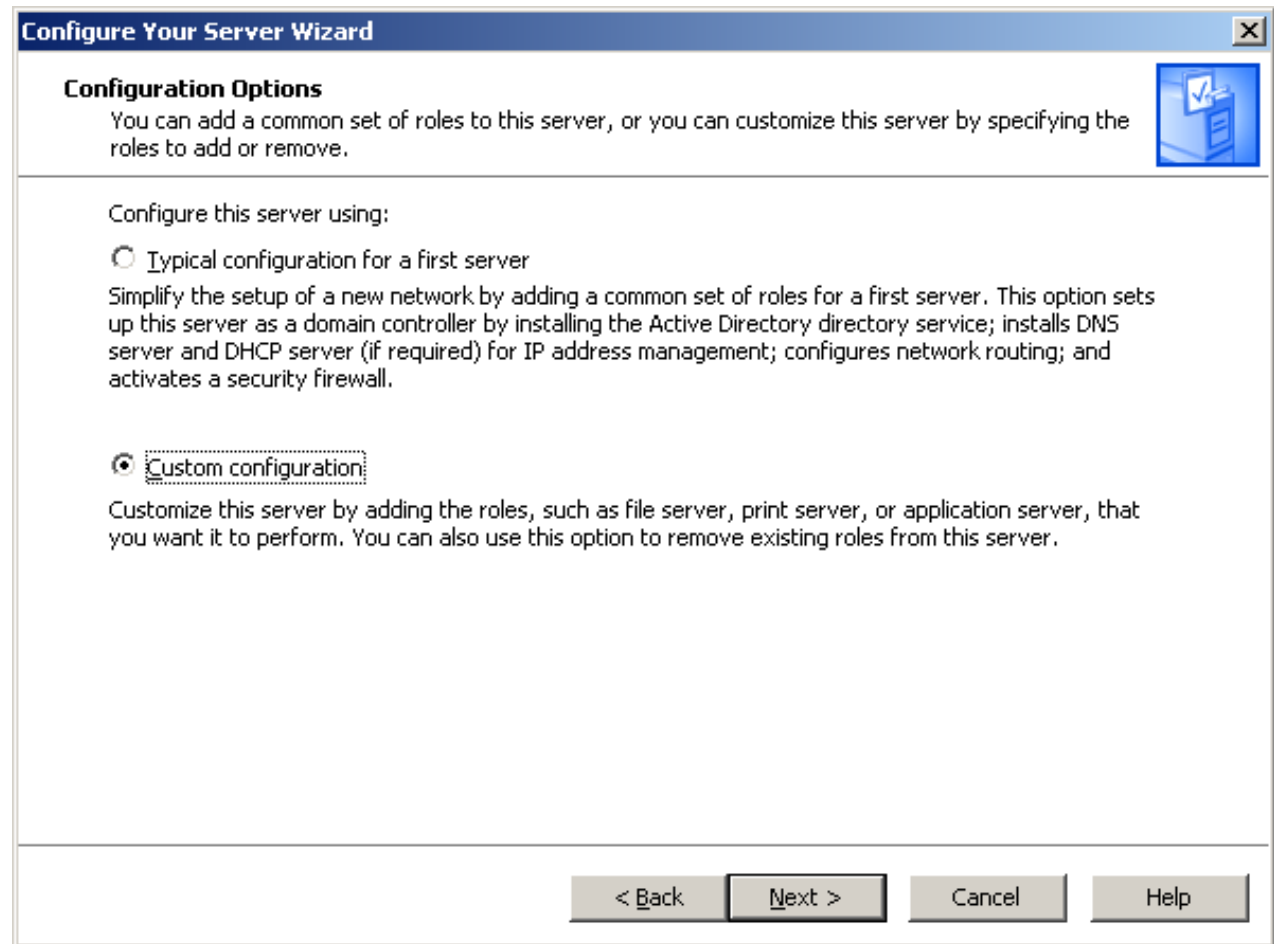 Configure Your Server Wizard
Configuration Options
You can add a common set of roles to this server, or you can customize this server by specifying the
roles to add or remove.
Configure this server using:
Typical configuration for a first server
Simplify the setup of a new network by adding a common set of roles for a first server. This option sets
up this server as a domain controller by installing the Active Directory directory service; installs DNS
server and DHCP server (if required) for IP address management; configures network routing; and
activates a security firewall.
Custom configuration
Customize this server by adding the roles, such as file server, print server, or application server, that
you want it to perform. You can also use this option to remove existing roles from this server.
< Back Next > Cancel Help